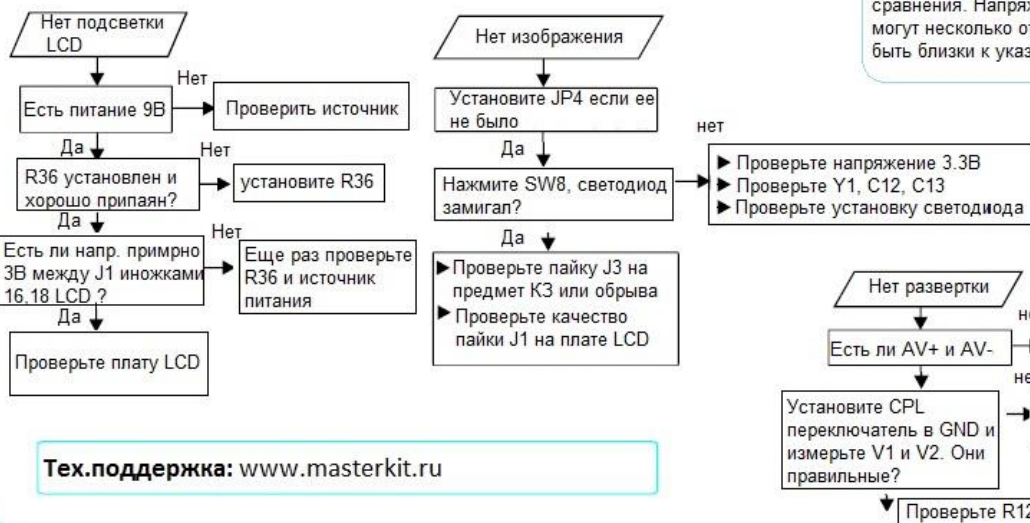 сравнения.
могут несколько
быть близки к
Нет подсветки
LCD
Нет
Есть питание 9В
Проверить источник
Да
Нет
R36 установлен и
хорошо припаян?
установите R36
Да
Нет
Есть ли напр. примрно
3В между J1 иножками
16,18 LCD ?
Еще раз проверьте
R36 и источник
питания
Да
Проверьте плату LCD
Нет изображения
Установите JP4 если ее
не было
Да
нет
Нажмите SW8, светодиод
замигал?
▶ Проверьте напряжение 3.3В
▶ Проверьте Y1, C12, C13
▶ Проверьте установку светодиода
Да
▶ Проверьте пайку J3 на
предмет КЗ или обрыва
▶ Проверьте качество
пайки J1 на плате LCD
Нет развертки
Есть ли AV+ и AV-
Установите CPL
переключатель в GND и
измерьте V1 и V2. Они
правильные?
Проверьте R12
Тех.поддержка: www.masterkit.ru